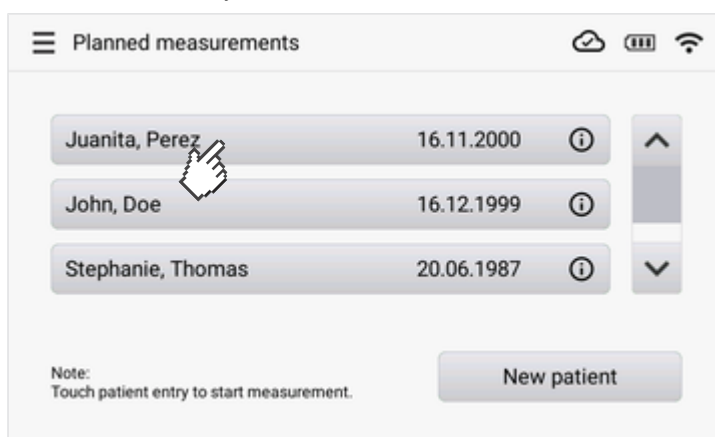 Planned measurements
Juanita, Perez 16.11.2000
John, Doe 16.12.1999
Stephanie, Thomas 20.06.1987
Note:
Touch patient entry to start measurement.
New patient